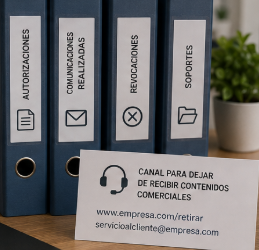 AUTORIZACIONES
COMUNICACIONES
REALIZADAS
REVOCACIONES
SOPORTES
CANAL PARA DEJAR
DE RECIBIR CONTENIDOS
COMERCIALES
www.empresa.com/retirar
servicioalcliente@empresa.com